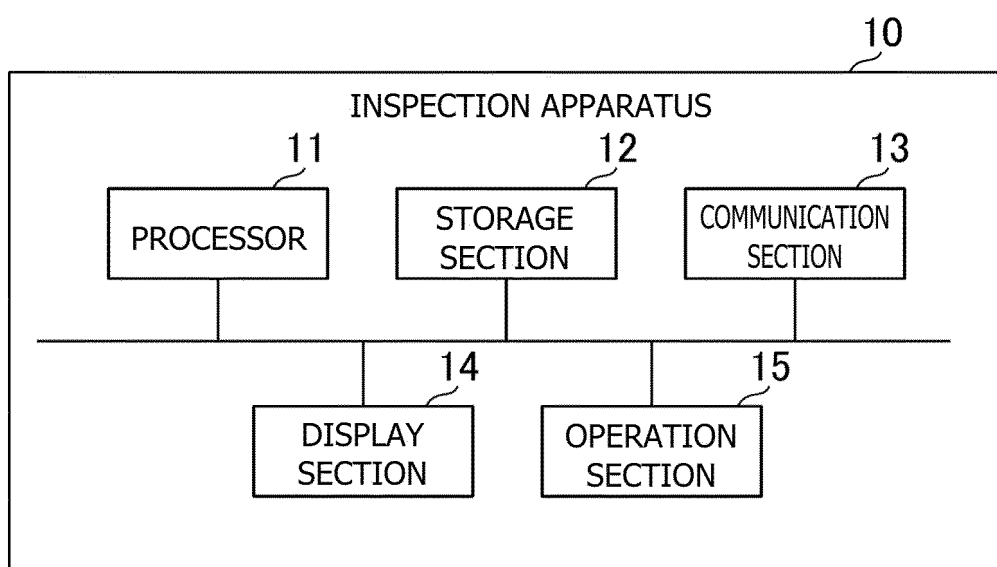 10
INSPECTION APPARATUS
11
12
13
PROCESSOR
STORAGE
SECTION
COMMUNICATION
SECTION
14
15
DISPLAY
SECTION
OPERATION
SECTION